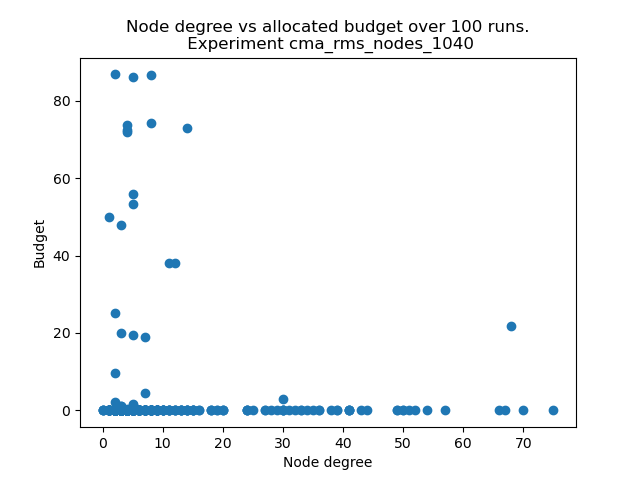 Node degree vs allocated budget over 100 runs.
Experiment cma_rms_nodes_1040
80
60
40
20
0
Budget
0 10 20 30 40 50 60 70
Node degree